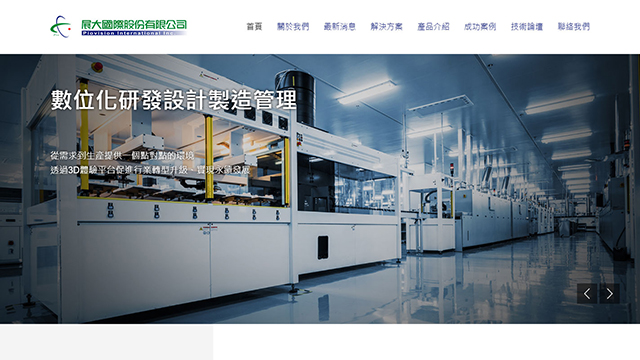 展大國際股份有限公司
Piovision International Inc.
首頁 關於我們 最新消息 解決方案 產品介紹 成功案例 技術論壇 聯絡我們
數位化研發設計製造管理
從需求到生產提供一個點對點的環境
透過3D體驗平台促進行業轉型升級、實現永續發展